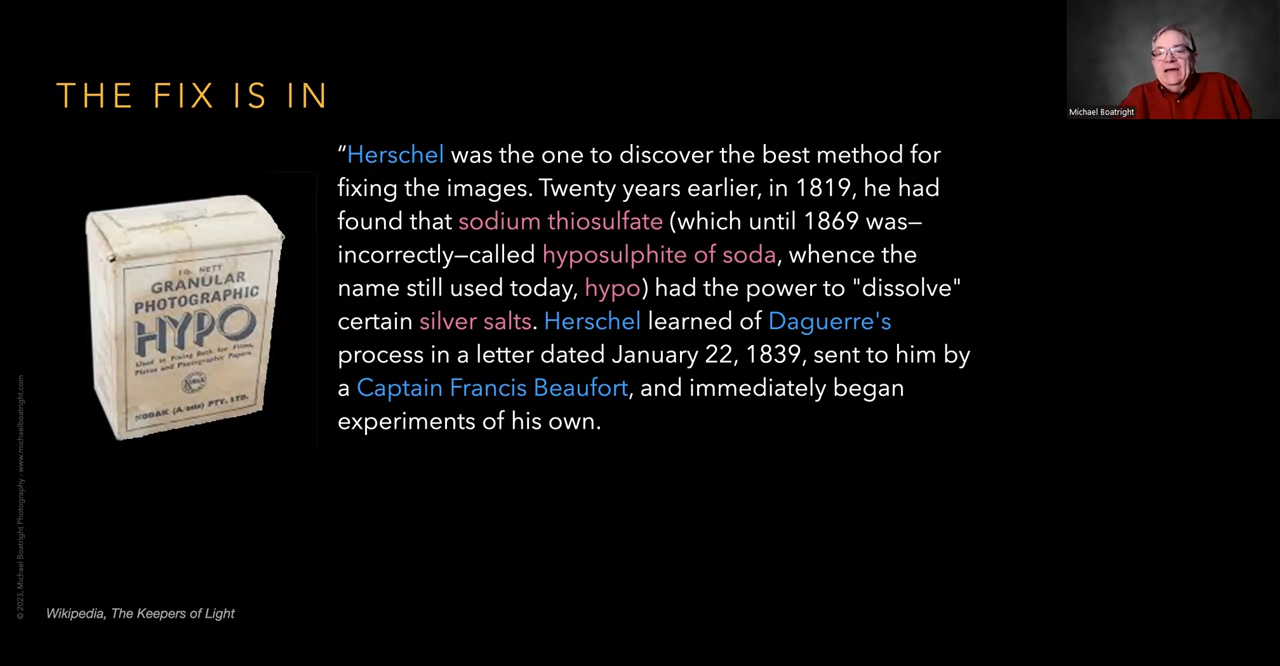 THE FIX IS IN
Michael Boatright
“Herschel was the one to discover the best method for
fixing the images. Twenty years earlier, in 1819, he had
found that sodium thiosulfate (which until 1869 was—
incorrectly—called hyposulphite of soda, whence the
name still used today, hypo) had the power to "dissolve"
certain silver salts. Herschel learned of Daguerre's
process in a letter dated January 22, 1839, sent to him by
a Captain Francis Beaufort, and immediately began
experiments of his own.
1 lb. NETT
GRANULAR
PHOTOGRAPHIC
HYPO
Used in Fixing Bath for Films,
Plates and Photographic Papers.
KODAK (A/asia) PTY. LTD.
© 2023, Michael Boatright Photography · www.michaelboatright.com
Wikipedia, The Keepers of Light